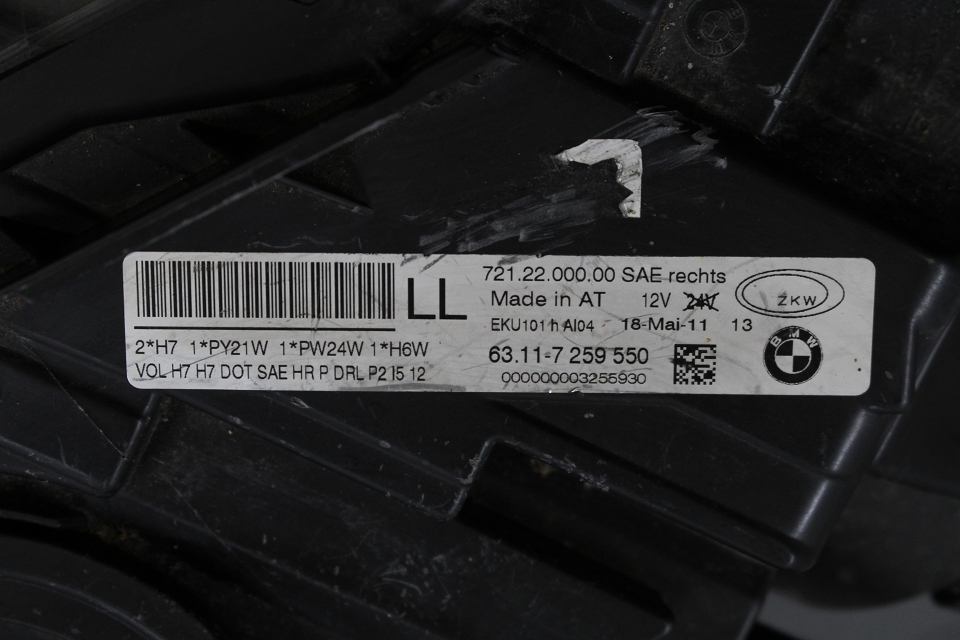 LL
721.22.000.00 SAE rechts
Made in AT 12V 24V
EKU101 h AI04 18-Mai-11 13
ZKW
2*H7 1*PY21W 1*PW24W 1*H6W
VOL H7 H7 DOT SAE HR P DRL P2 I5 12
63.11-7 259 550
000000003255930
BMW